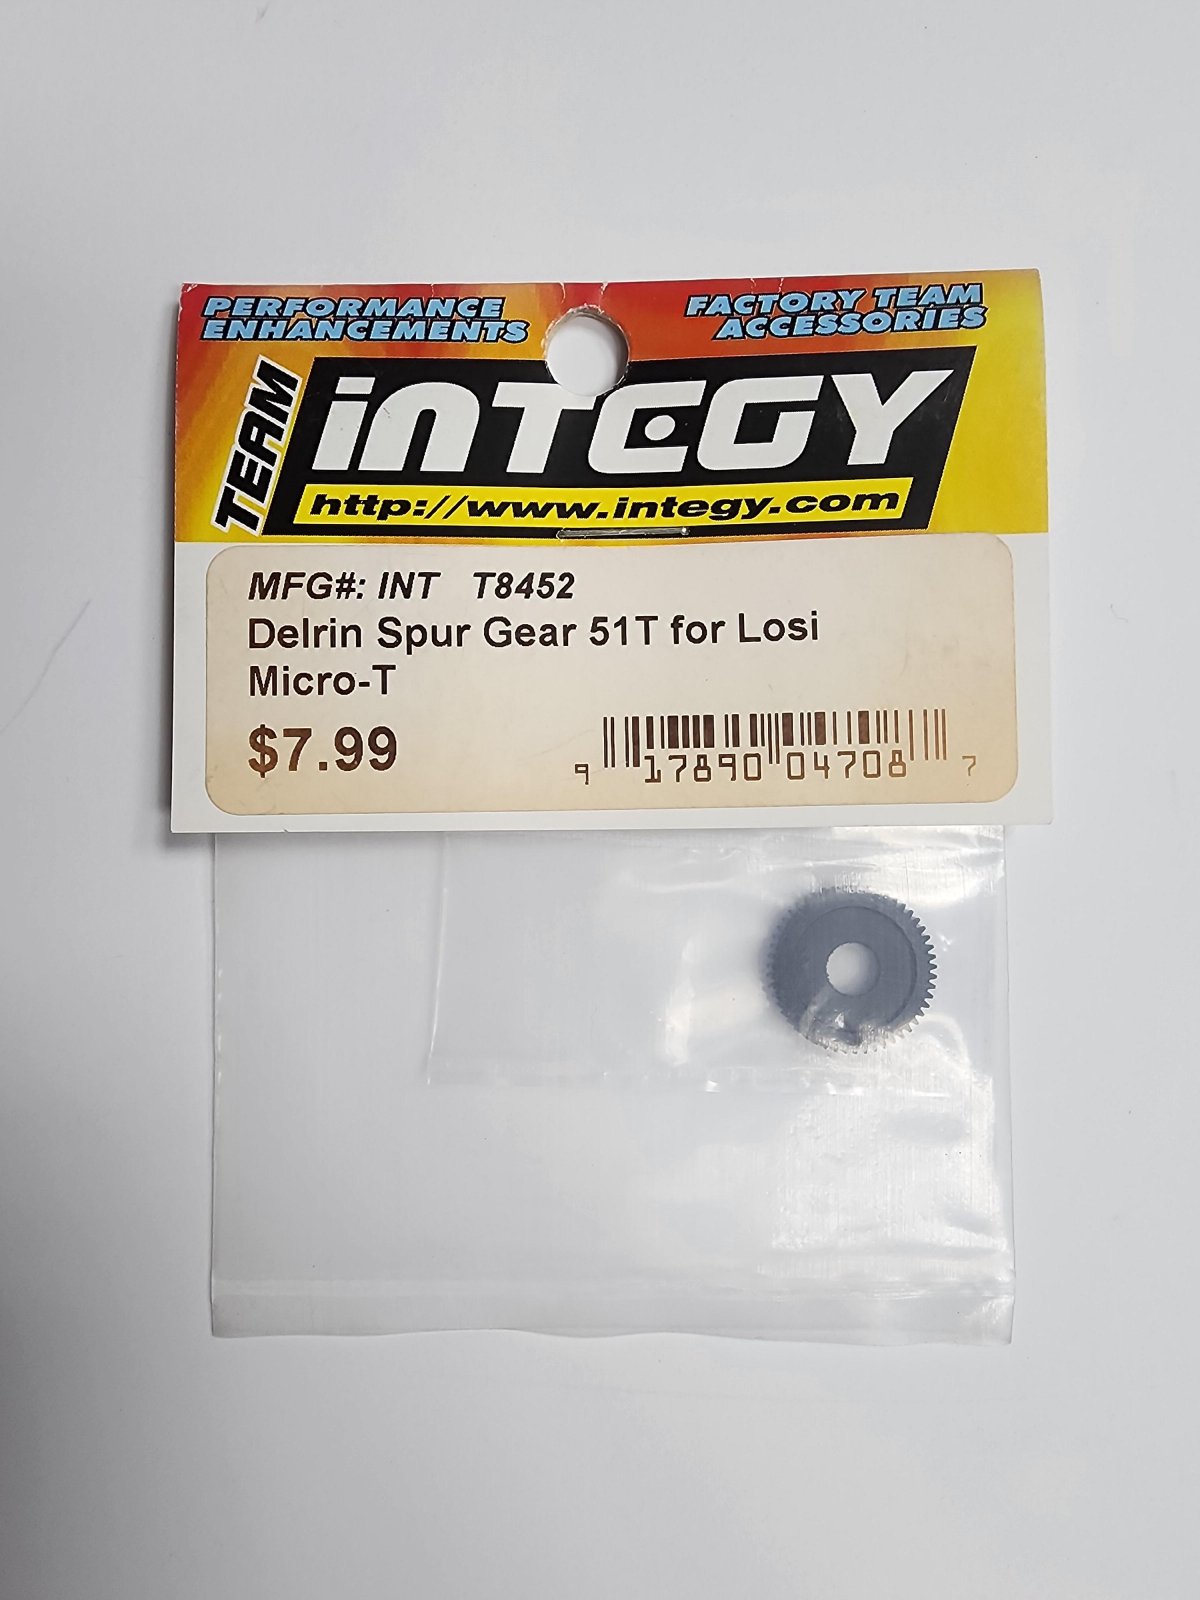 PERFORMANCE
ENHANCEMENTS
FACTORY TEAM
ACCESSORIES
TEAM
iNTEGY
http://www.integy.com
MFG#: INT T8452
Delrin Spur Gear 51T for Losi
Micro-T
$7.99
9 17890 04708 7